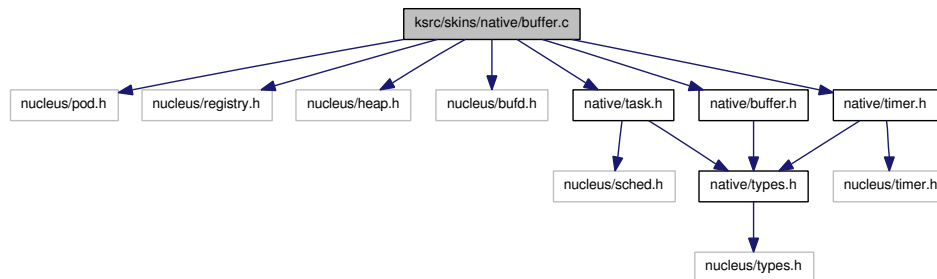 ksrc/skins/native/buffer.c
nucleus/pod.h
nucleus/registry.h
nucleus/heap.h
nucleus/bufd.h
native/task.h
native/buffer.h
native/timer.h
nucleus/sched.h
native/types.h
nucleus/timer.h
nucleus/types.h